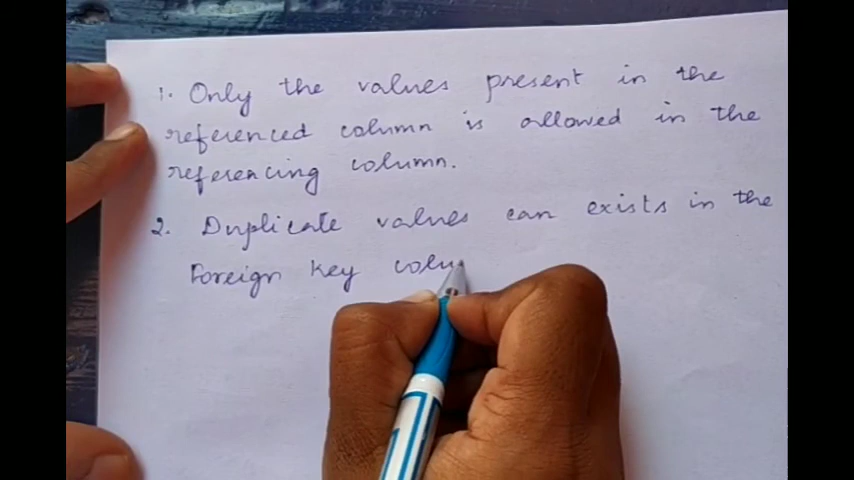 1. Only the values present in the
referenced column is allowed in the
referencing column.
2. Duplicate values can exists in the
Foreign key colu